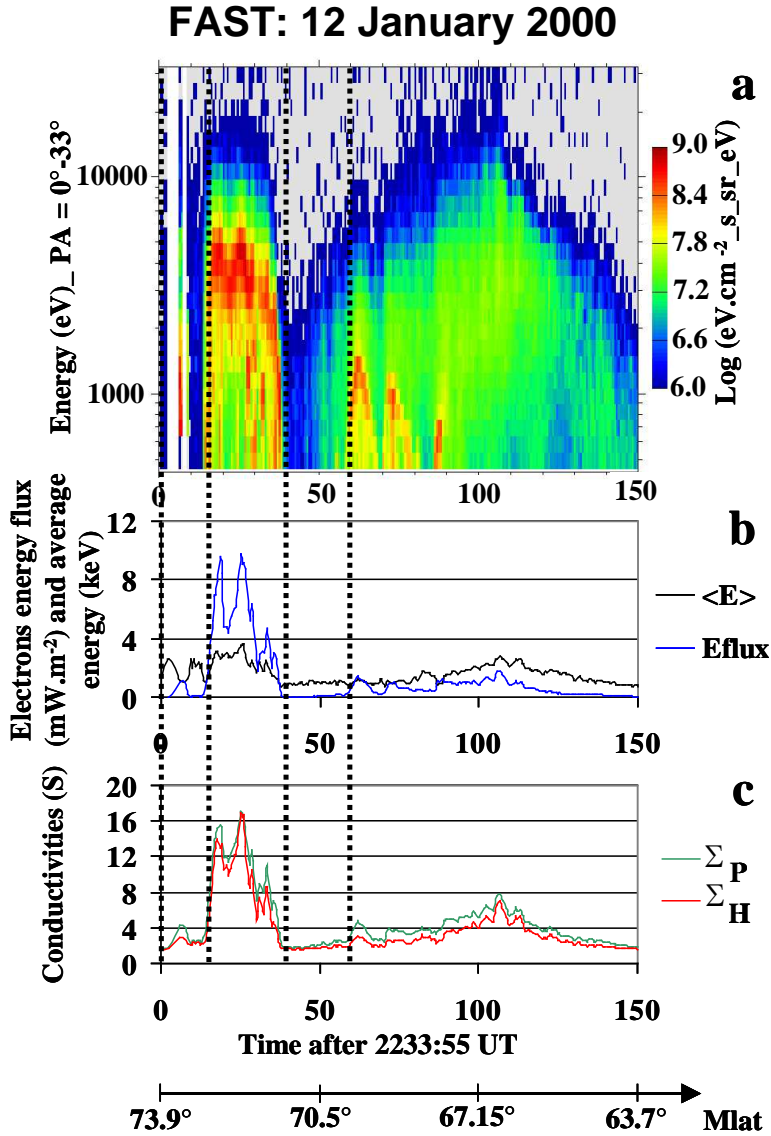 FAST: 12 January 2000
a
Energy (eV)_ PA = 0°-33°
10000
1000
0 50 100 150
9.0
8.4
7.8
7.2
6.6
6.0
Log (eV.cm⁻²_s_sr_eV)
b
Electrons energy flux
(mW.m⁻²) and average
energy (keV)
12
8
4
0
0 50 100 150
<E>
Eflux
c
Conductivities (S)
20
16
12
8
4
0
Σ P
Σ H
0 50 100 150
Time after 2233:55 UT
73.9° 70.5° 67.15° 63.7° Mlat